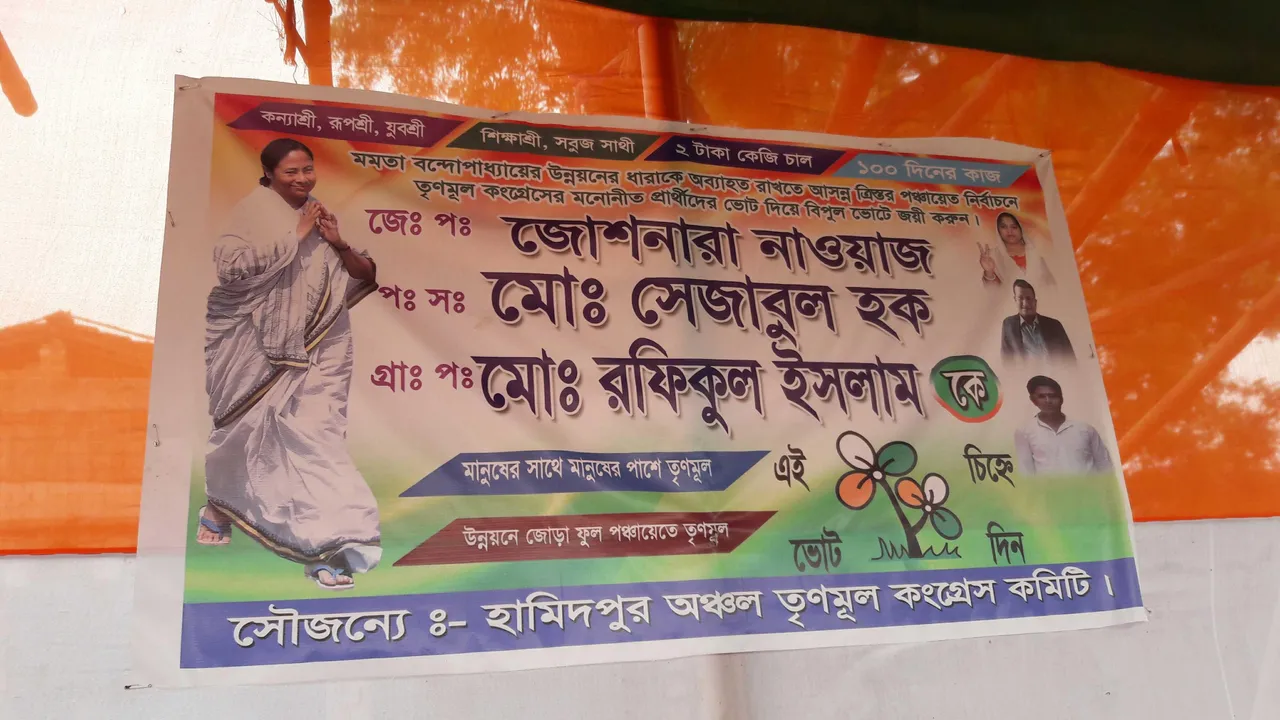 কন্যাশ্রী, রূপশ্রী, যুবশ্রী
শিক্ষাশ্রী, সবুজ সাথী
২ টাকা কেজি চাল
১০০ দিনের কাজ
মমতা বন্দোপাধ্যায়ের উন্নয়নের ধারাকে অব্যাহত রাখতে আসন্ন ত্রিস্তর পঞ্চায়েত নির্বাচনে
তৃণমূল কংগ্রেসের মনোনীত প্রার্থীদের ভোট দিয়ে বিপুল ভোটে জয়ী করুন।
জেঃ পঃ জোশনারা নাওয়াজ
পঃ সঃ মোঃ সেজাবুল হক
গ্রাঃ পঃ মোঃ রফিকুল ইসলাম কে
মানুষের সাথে মানুষের পাশে তৃণমূল
এই চিহ্নে
উন্নয়নে জোড়া ফুল পঞ্চায়েতে তৃণমূল
ভোট দিন
সৌজন্যে ঃ- হামিদপুর অঞ্চল তৃণমূল কংগ্রেস কমিটি।